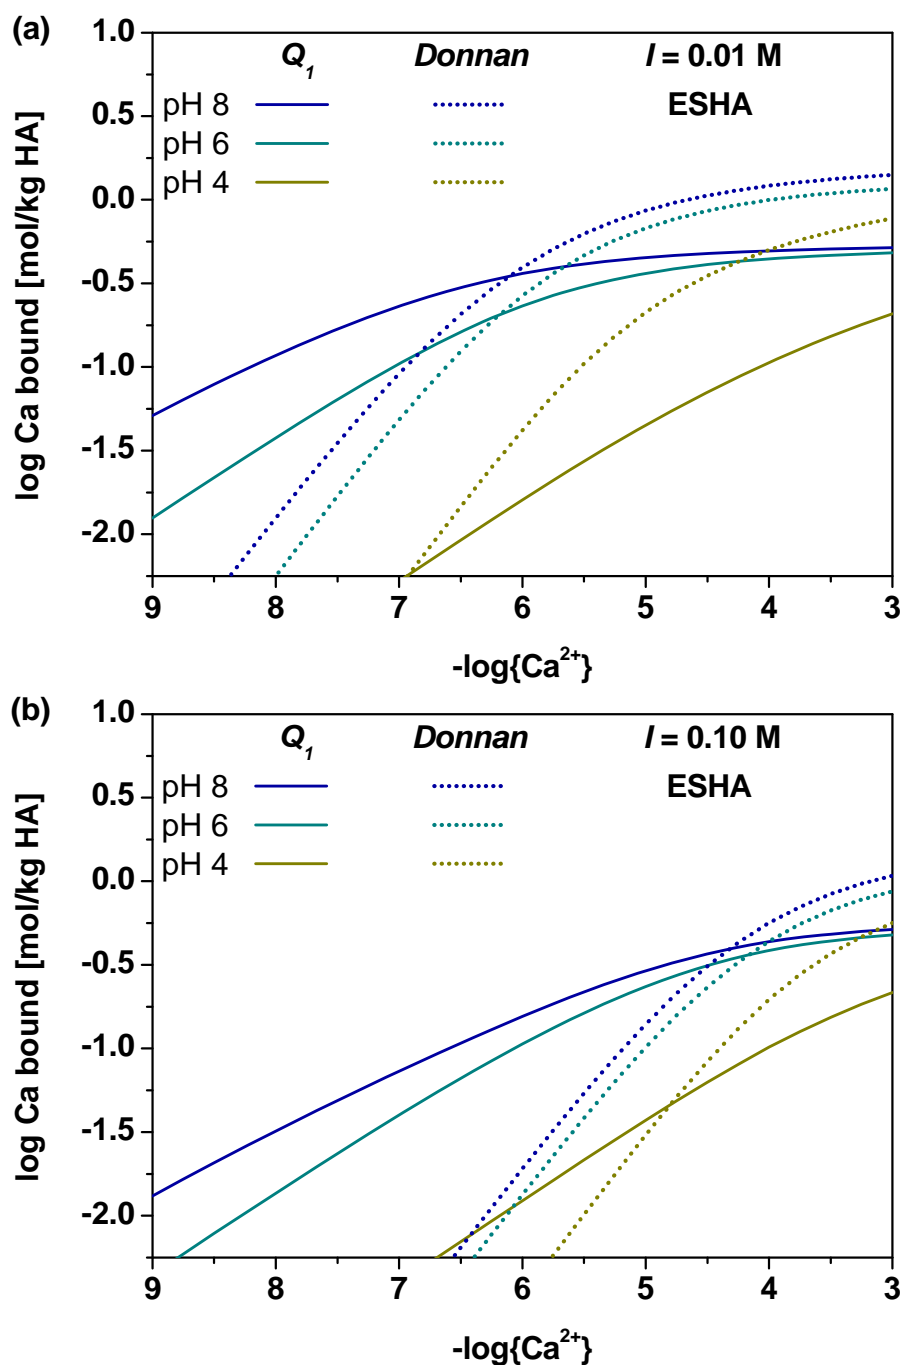 (a)
1.0
Q1 Donnan I = 0.01 M
pH 8
ESHA
0.5
pH 6
pH 4
0.0
-0.5
-1.0
-1.5
-2.0
log Ca bound [mol/kg HA]
9 8 7 6 5 4 3
-log{Ca2+}
(b)
1.0
Q1 Donnan I = 0.10 M
pH 8
ESHA
0.5
pH 6
pH 4
0.0
-0.5
-1.0
-1.5
-2.0
log Ca bound [mol/kg HA]
9 8 7 6 5 4 3
-log{Ca2+}